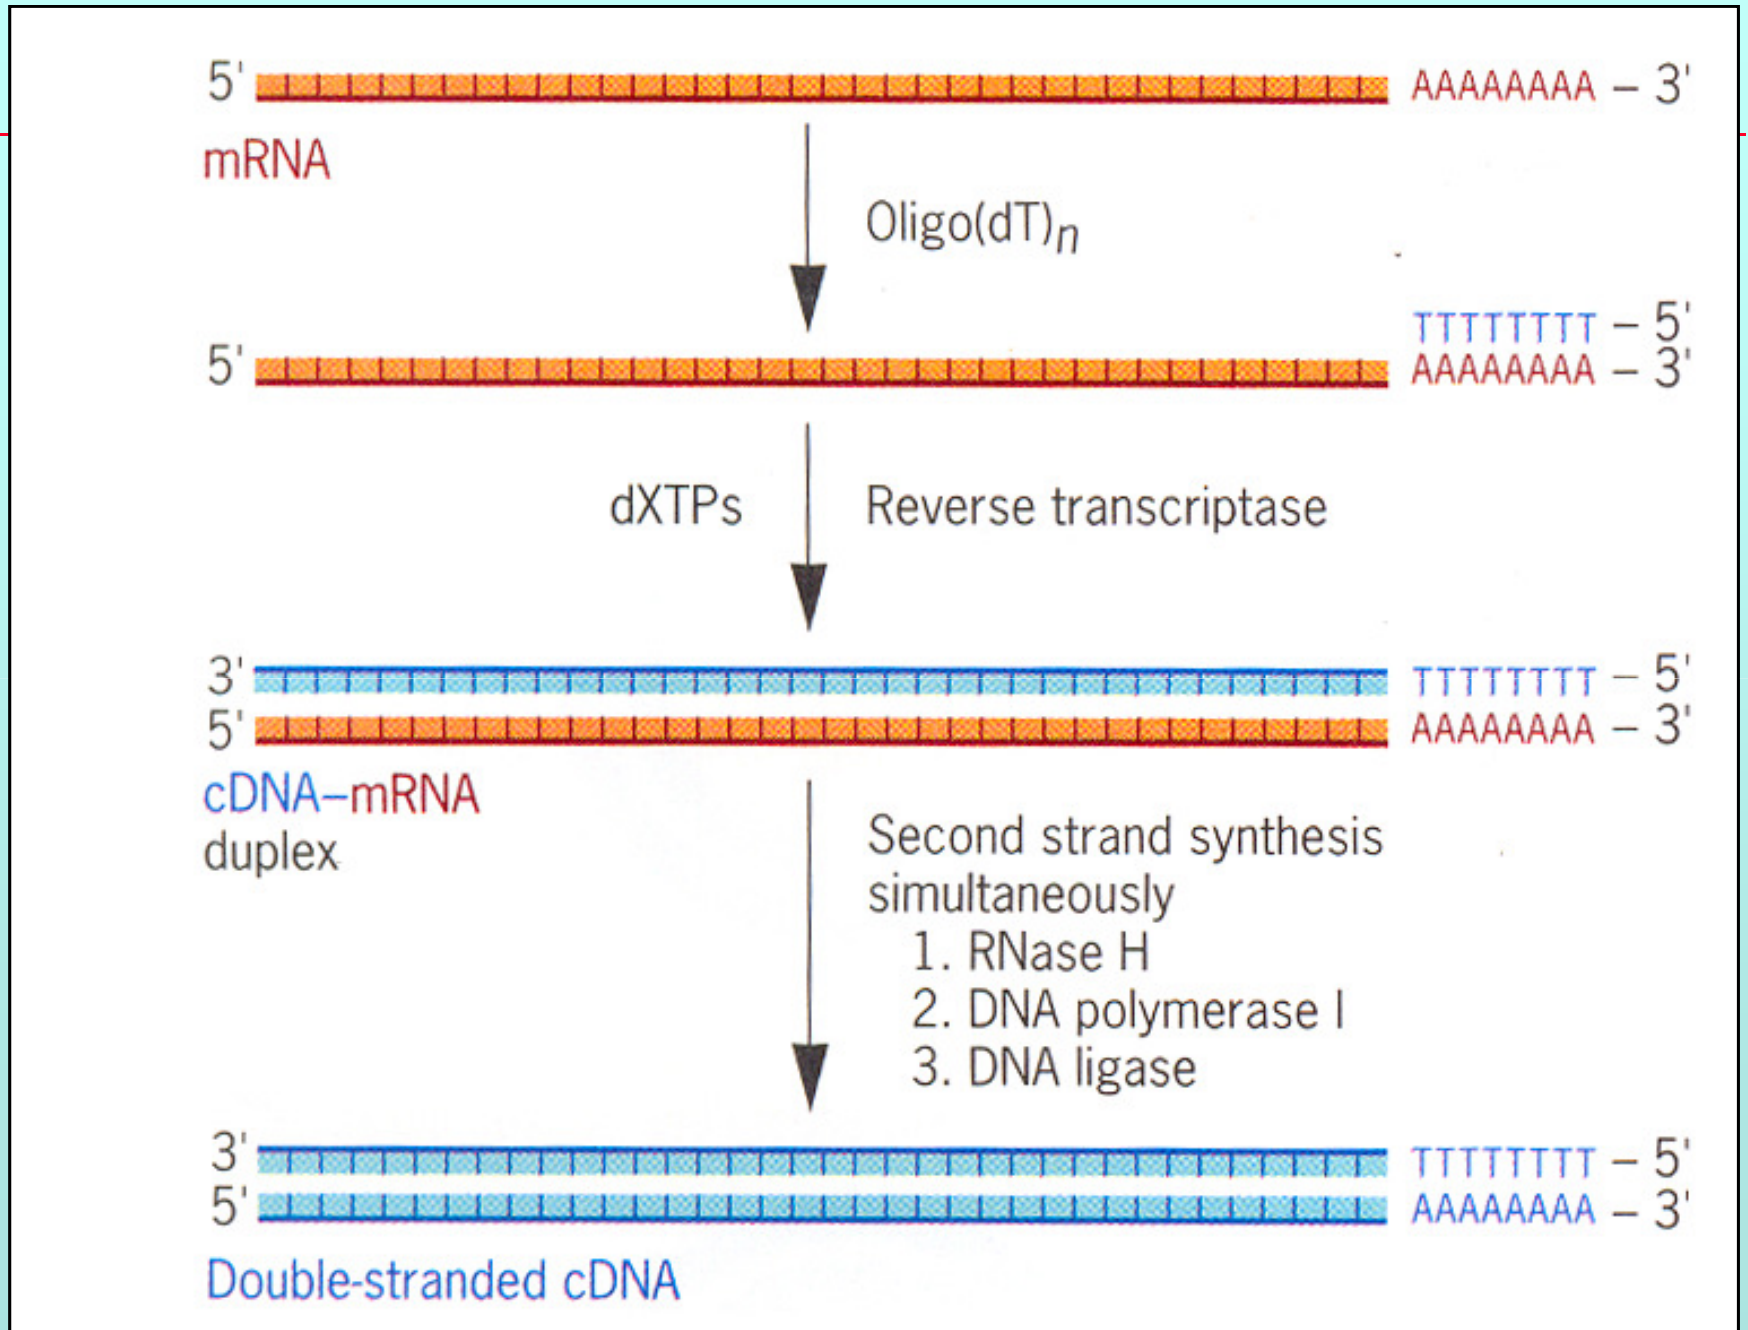 5' AAAAAAAA – 3'
mRNA
Oligo(dT)n
TTTTTTTT – 5'
5' AAAAAAAA – 3'
dXTPs Reverse transcriptase
3' TTTTTTTT – 5'
5' AAAAAAAA – 3'
cDNA–mRNA
duplex
Second strand synthesis
simultaneously
1. RNase H
2. DNA polymerase I
3. DNA ligase
3' TTTTTTTT – 5'
5' AAAAAAAA – 3'
Double-stranded cDNA